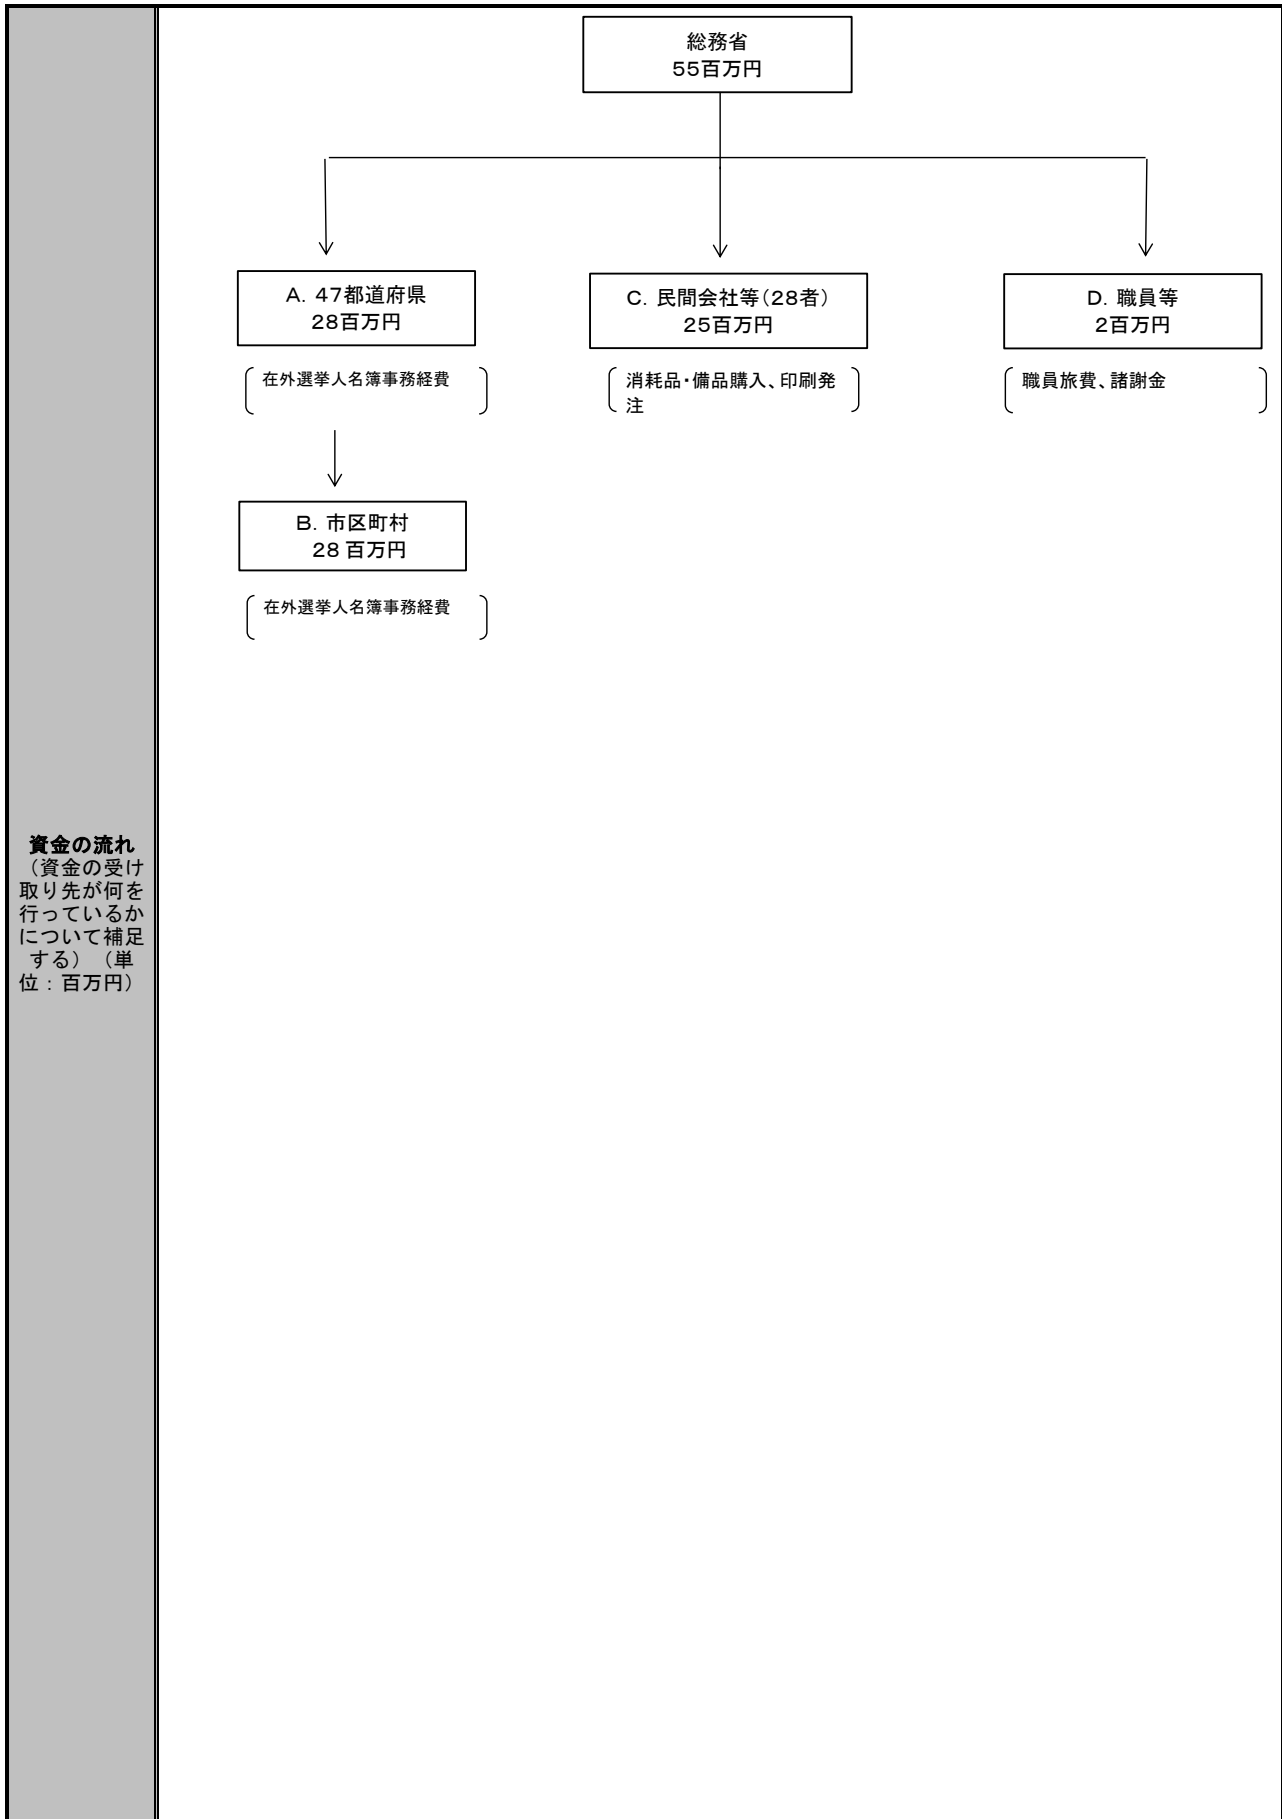 総務省
55百万円
A．47都道府県
28百万円
C．民間会社等（28者）
25百万円
D．職員等
2百万円
在外選挙人名簿事務経費
消耗品・備品購入、印刷発
注
職員旅費、諸謝金
B．市区町村
28 百万円
在外選挙人名簿事務経費
資金の流れ
（資金の受け
取り先が何を
行っているか
について補足
する）　（単
位：百万円）